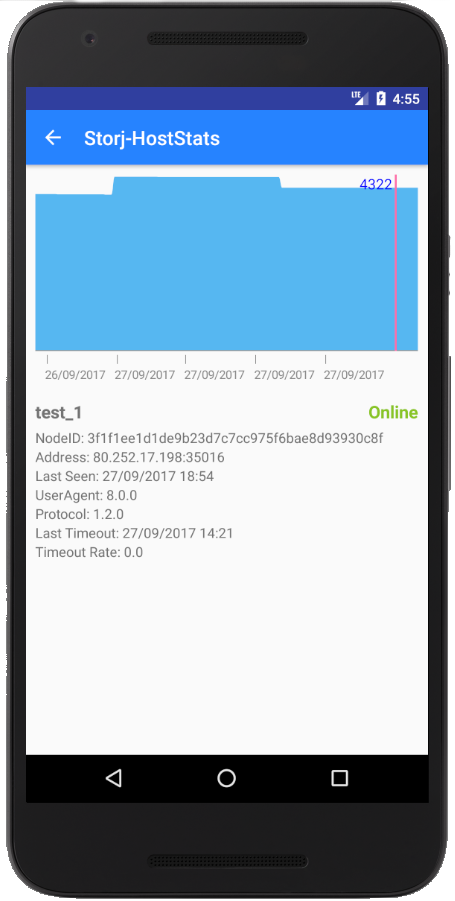 LTE 4:55
Storj-HostStats
4322
26/09/2017 27/09/2017 27/09/2017 27/09/2017 27/09/2017
test_1 Online
NodeID: 3f1f1ee1d1de9b23d7c7cc975f6bae8d93930c8f
Address: 80.252.17.198:35016
Last Seen: 27/09/2017 18:54
UserAgent: 8.0.0
Protocol: 1.2.0
Last Timeout: 27/09/2017 14:21
Timeout Rate: 0.0